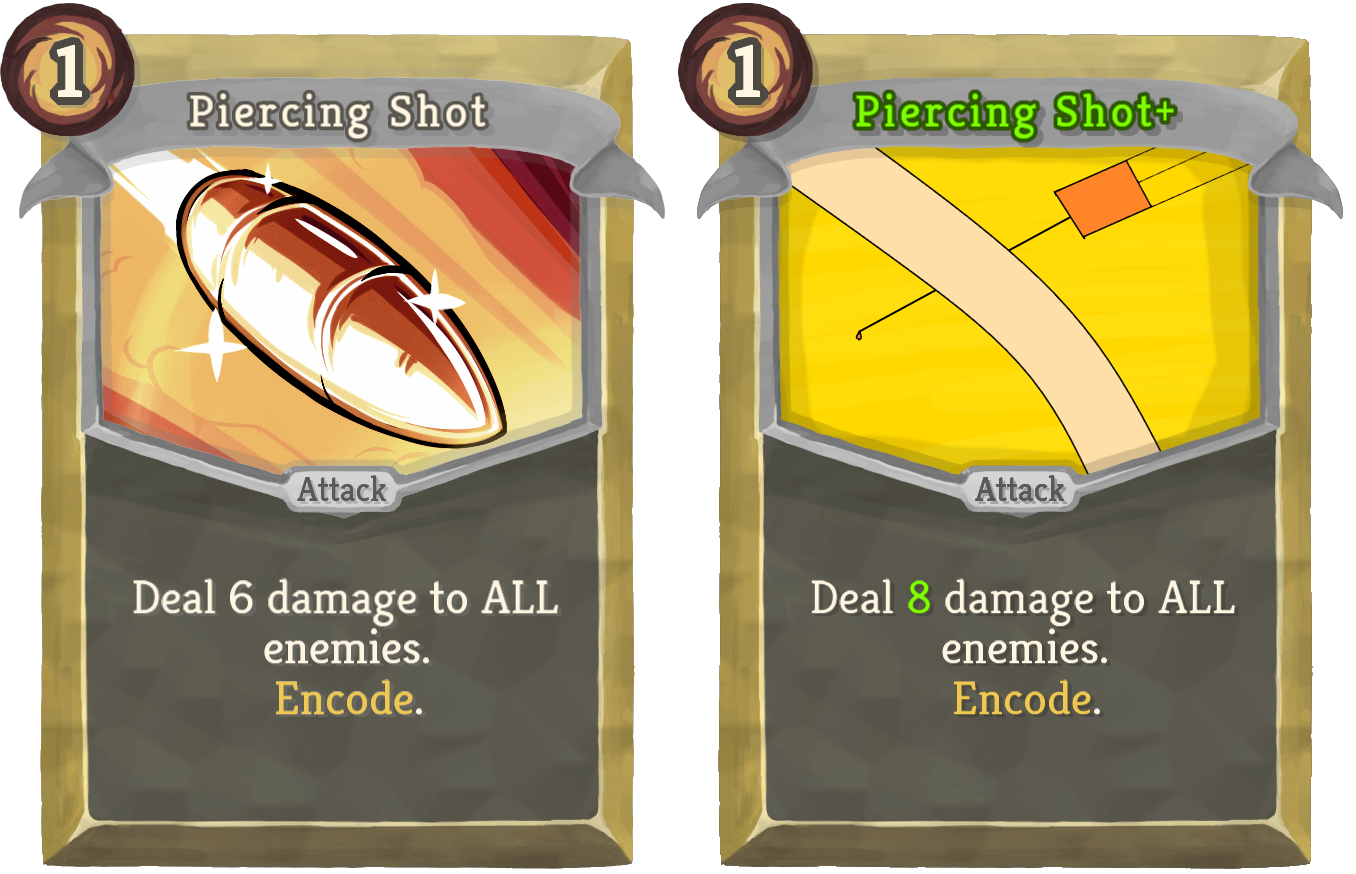 1
Piercing Shot
Attack
Deal 6 damage to ALL
enemies.
Encode.
1
Piercing Shot+
Attack
Deal 8 damage to ALL
enemies.
Encode.